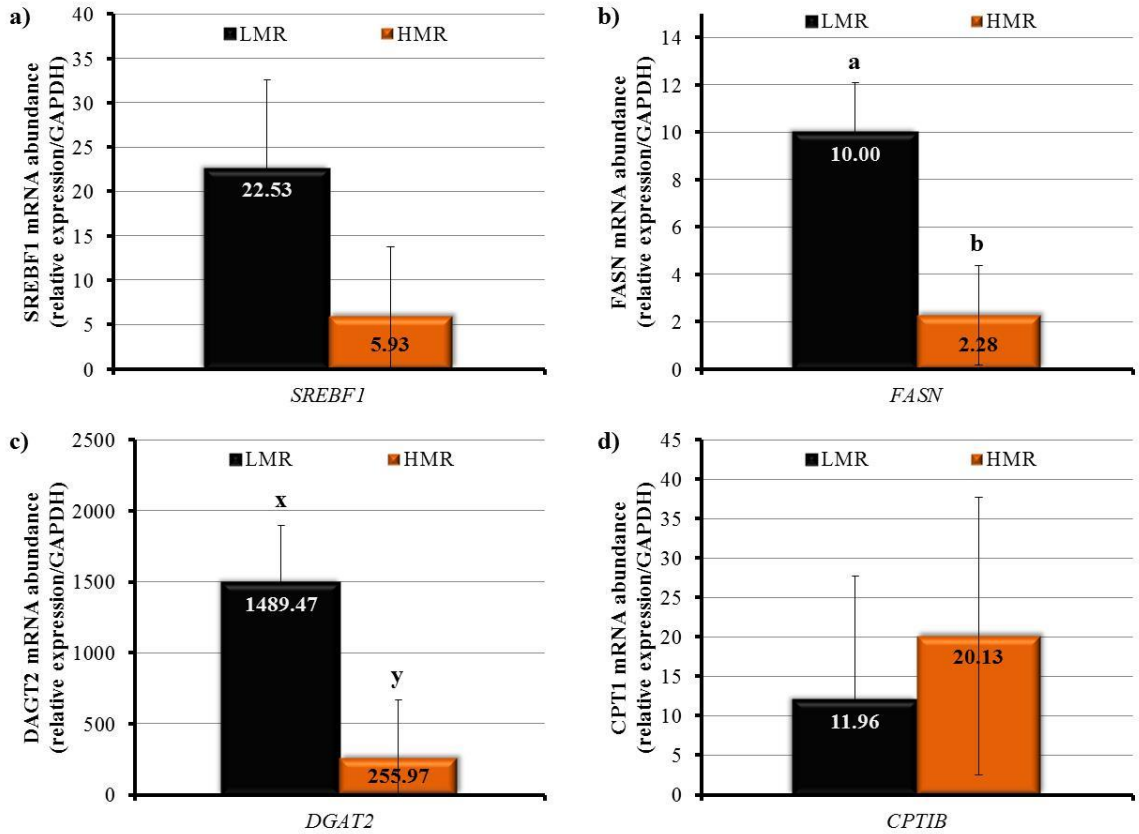 a)
SREBF1 mRNA abundance
(relative expression/GAPDH)
40
35
30
25
20
15
10
5
0
LMR HMR
22.53
5.93
SREBF1
b)
FASN mRNA abundance
(relative expression/GAPDH)
14
12
10
8
6
4
2
0
LMR HMR
a
10.00
b
2.28
FASN
c)
DAGT2 mRNA abundance
(relative expression/GAPDH)
2500
2000
1500
1000
500
0
LMR HMR
x
1489.47
y
255.97
DGAT2
d)
CPT1 mRNA abundance
(relative expression/GAPDH)
45
40
35
30
25
20
15
10
5
0
LMR HMR
11.96
20.13
CPTIB